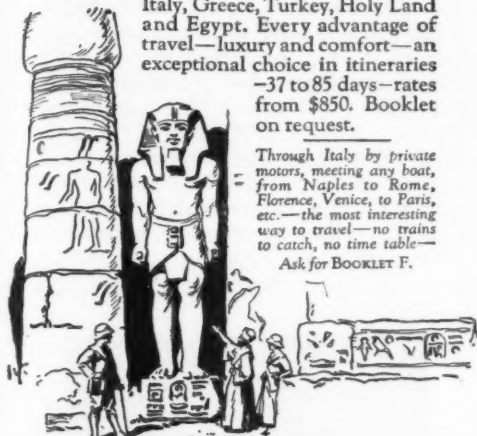 Italy, Greece, Turkey, Holy Land
and Egypt. Every advantage of
travel—luxury and comfort—an
exceptional choice in itineraries
—37 to 85 days—rates
from $850. Booklet
on request.
Through Italy by private
motors, meeting any boat,
from Naples to Rome,
Florence, Venice, to Paris,
etc.—the most interesting
way to travel—no trains
to catch, no time table—
Ask for BOOKLET F.